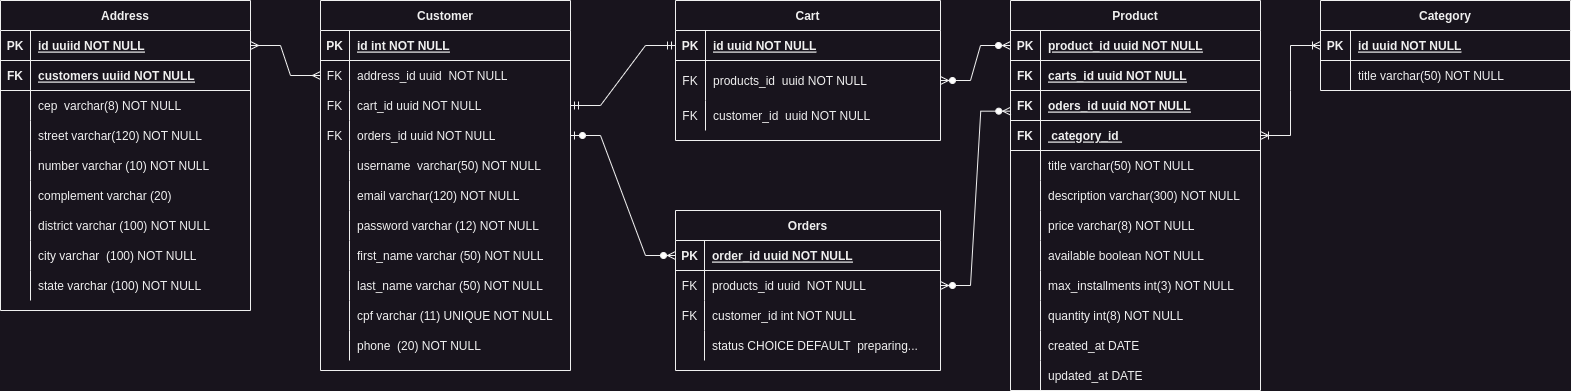 Address
PK id uuiid NOT NULL
FK customers uuiid NOT NULL
cep varchar(8) NOT NULL
street varchar(120) NOT NULL
number varchar (10) NOT NULL
complement varchar (20)
district varchar (100) NOT NULL
city varchar (100) NOT NULL
state varchar (100) NOT NULL
Customer
PK id int NOT NULL
FK address_id uuid NOT NULL
FK cart_id uuid NOT NULL
FK orders_id uuid NOT NULL
username varchar(50) NOT NULL
email varchar(120) NOT NULL
password varchar (12) NOT NULL
first_name varchar (50) NOT NULL
last_name varchar (50) NOT NULL
cpf varchar (11) UNIQUE NOT NULL
phone (20) NOT NULL
Cart
PK id uuid NOT NULL
FK products_id uuid NOT NULL
FK customer_id uuid NOT NULL
Orders
PK order_id uuid NOT NULL
FK products_id uuid NOT NULL
FK customer_id int NOT NULL
status CHOICE DEFAULT preparing...
Product
PK product_id uuid NOT NULL
FK carts_id uuid NOT NULL
FK oders_id uuid NOT NULL
FK category_id
title varchar(50) NOT NULL
description varchar(300) NOT NULL
price varchar(8) NOT NULL
available boolean NOT NULL
max_installments int(3) NOT NULL
quantity int(8) NOT NULL
created_at DATE
updated_at DATE
Category
PK id uuid NOT NULL
title varchar(50) NOT NULL